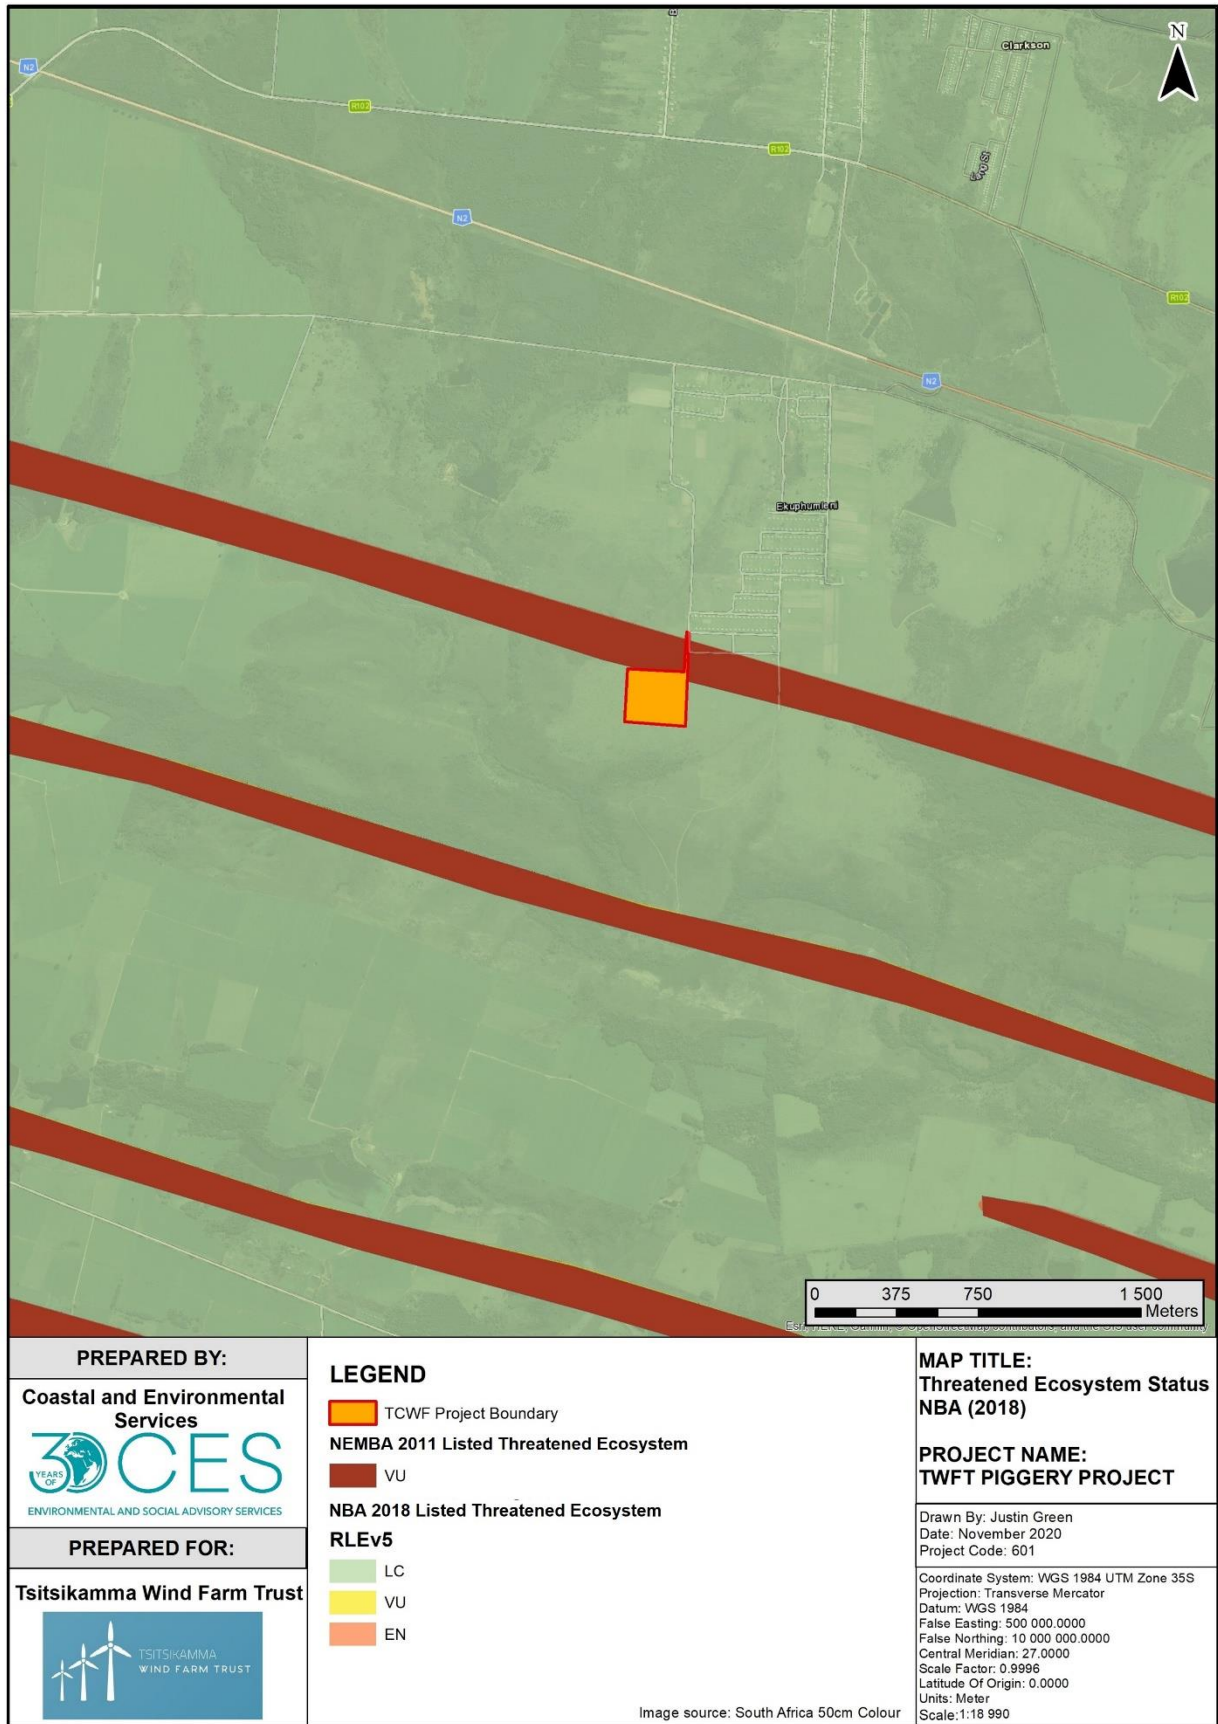 N
Clarkson
N2
R102
R102
N2
R102
N2
0 375 750 1 500
Meters
PREPARED BY:
Coastal and Environmental
Services
30 CES
YEARS
OF
ENVIRONMENTAL AND SOCIAL ADVISORY SERVICES
PREPARED FOR:
Tsitsikamma Wind Farm Trust
TSITSIKAMMA
WIND FARM TRUST
LEGEND
TCWF Project Boundary
NEMBA 2011 Listed Threatened Ecosystem
VU
NBA 2018 Listed Threatened Ecosystem
RLEv5
LC
VU
EN
Image source: South Africa 50cm Colour
MAP TITLE:
Threatened Ecosystem Status
NBA (2018)
PROJECT NAME:
TWFT PIGGERY PROJECT
Drawn By: Justin Green
Date: November 2020
Project Code: 601
Coordinate System: WGS 1984 UTM Zone 35S
Projection: Transverse Mercator
Datum: WGS 1984
False Easting: 500 000.0000
False Northing: 10 000 000.0000
Central Meridian: 27.0000
Scale Factor: 0.9996
Latitude Of Origin: 0.0000
Units: Meter
Scale:1:18 990